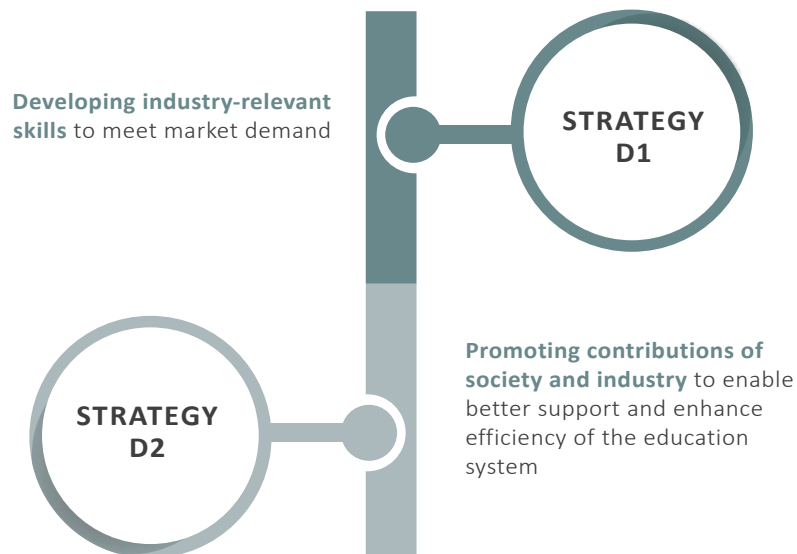 Developing industry-relevant
skills to meet market demand
STRATEGY
D1
STRATEGY
D2
Promoting contributions of
society and industry to enable
better support and enhance
efficiency of the education
system